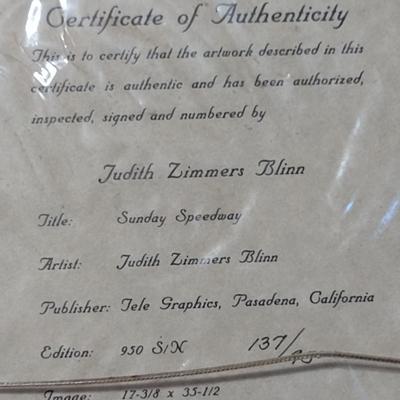 Certificate of Authenticity
This is to certify that the artwork described in this
certificate is authentic and has been authorized,
inspected, signed and numbered by
Judith Zimmers Blinn
Title: Sunday Speedway
Artist: Judith Zimmers Blinn
Publisher: Tele Graphics, Pasadena, California
Edition: 950 S/N 137/
Image: 17-3/8 x 35-1/2